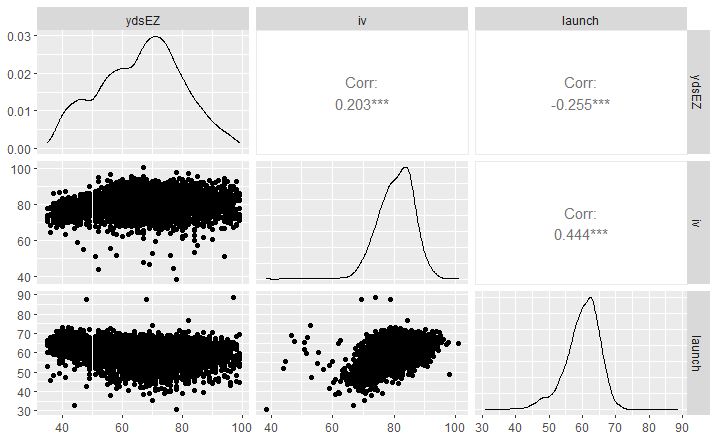 ydsEZ iv launch
0.03
0.02
0.01
0.00
Corr:
0.203***
Corr:
-0.255***
ydsEZ
100
80
60
40
Corr:
0.444***
iv
90
80
70
60
50
40
30
launch
40 60 80 100 40 60 80 100 30 40 50 60 70 80 90